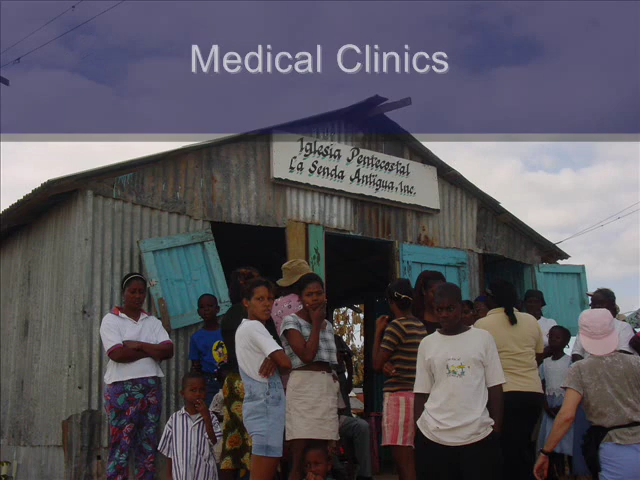 Medical Clinics
Iglesia Pentecostal
La Senda Antigua, Inc.